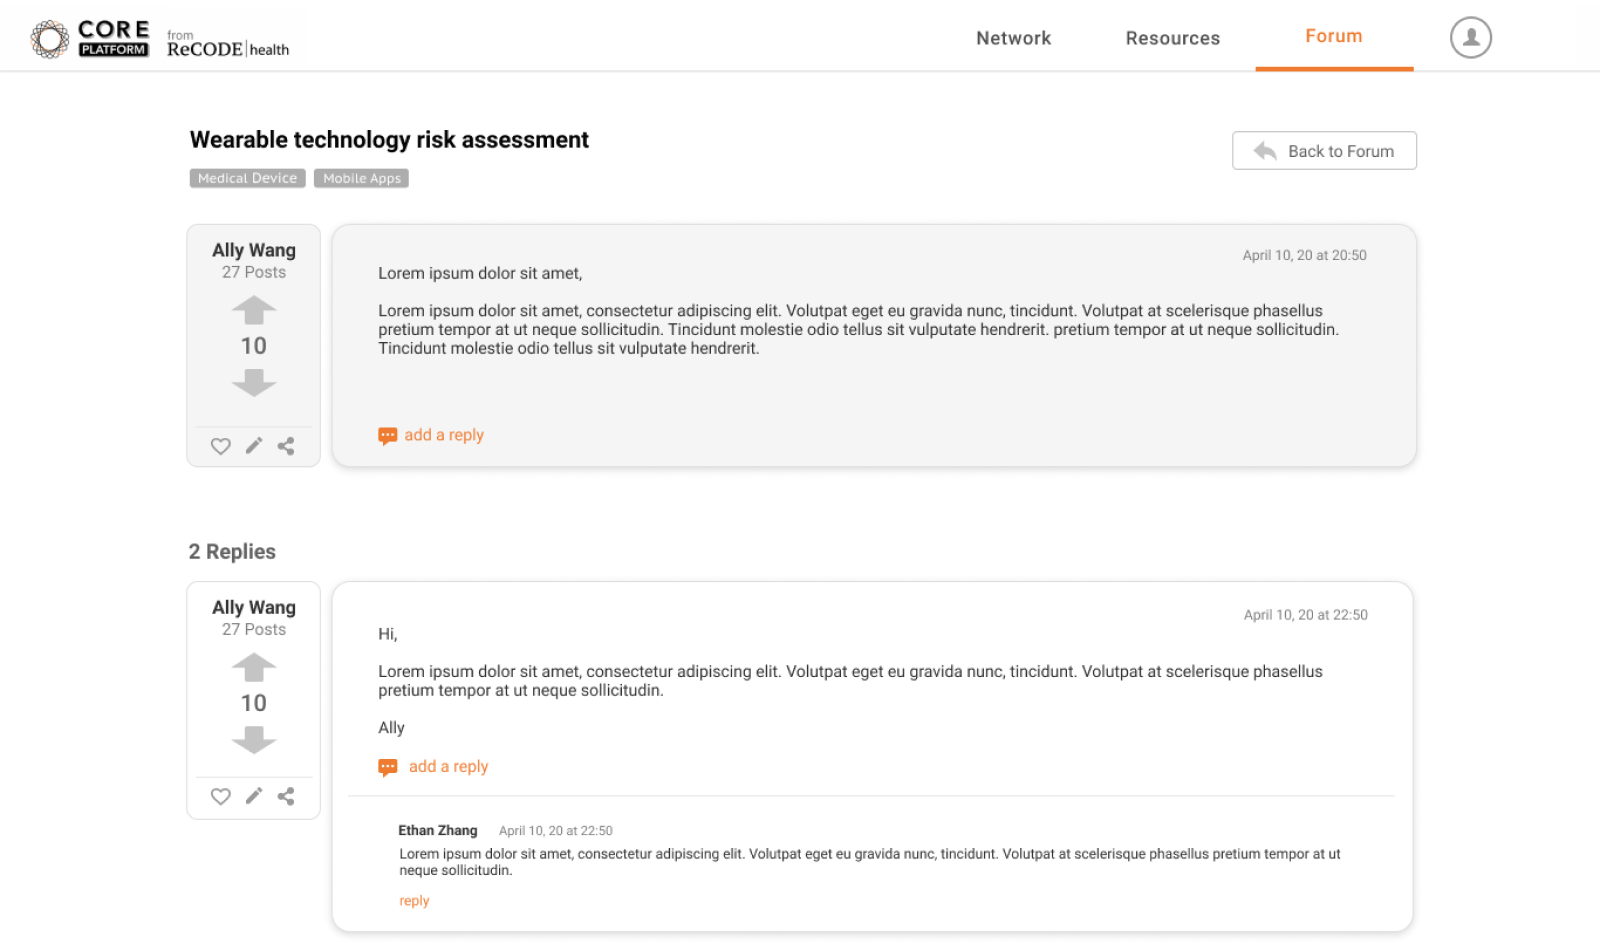 CORE
PLATFORM
from
ReCODE health
Network
Resources
Forum
Wearable technology risk assessment
Back to Forum
Medical Device
Mobile Apps
Ally Wang
27 Posts
10
April 10, 20 at 20:50
Lorem ipsum dolor sit amet,
Lorem ipsum dolor sit amet, consectetur adipiscing elit. Volutpat eget eu gravida nunc, tincidunt. Volutpat at scelerisque phasellus
pretium tempor at ut neque sollicitudin. Tincidunt molestie odio tellus sit vulputate hendrerit. pretium tempor at ut neque sollicitudin.
Tincidunt molestie odio tellus sit vulputate hendrerit.
add a reply
2 Replies
Ally Wang
27 Posts
10
April 10, 20 at 22:50
Hi,
Lorem ipsum dolor sit amet, consectetur adipiscing elit. Volutpat eget eu gravida nunc, tincidunt. Volutpat at scelerisque phasellus
pretium tempor at ut neque sollicitudin.
Ally
add a reply
Ethan Zhang April 10, 20 at 22:50
Lorem ipsum dolor sit amet, consectetur adipiscing elit. Volutpat eget eu gravida nunc, tincidunt. Volutpat at scelerisque phasellus pretium tempor at ut
neque sollicitudin.
reply